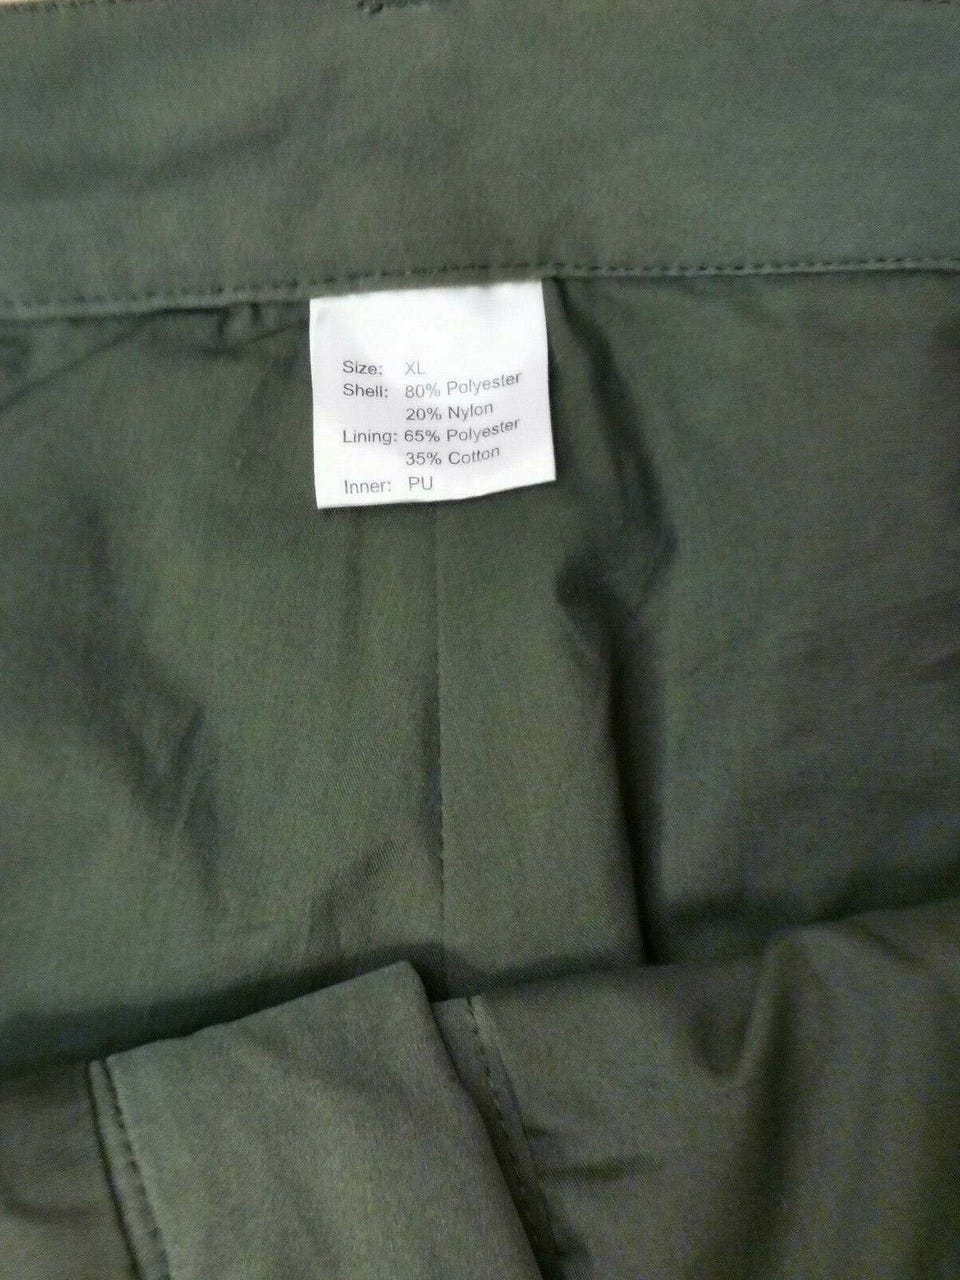 Size: XL
Shell: 80% Polyester
20% Nylon
Lining: 65% Polyester
35% Cotton
Inner: PU